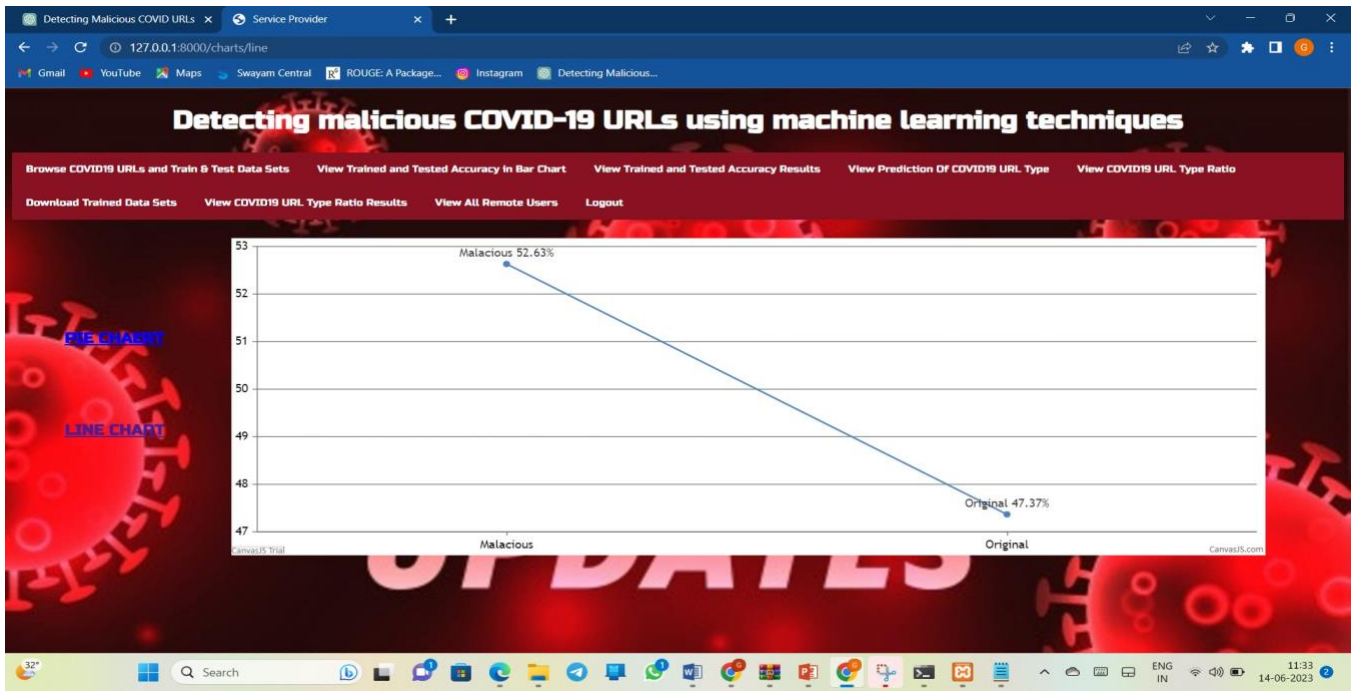 Detecting Malicious COVID URLs
Service Provider
127.0.0.1:8000/charts/line
G
Gmail YouTube Maps Swayam Central ROUGE: A Package... Instagram Detecting Malicious...
Detecting malicious COVID-19 URLs using machine learning techniques
Browse COVID19 URLs and Train & Test Data Sets View Trained and Tested Accuracy in Bar Chart View Trained and Tested Accuracy Results View Prediction Of COVID19 URL Type View COVID19 URL Type Ratio
Download Trained Data Sets View COVID19 URL Type Ratio Results View All Remote Users Logout
PIE CHAERT
LINE CHART
53
52
51
50
49
48
47
Malacious 52.63%
Original 47.37%
Malacious Original
CanvasJS Trial CanvasJS.com
UPDATES
32°
Search
ENG
IN
11:33
14-06-2023
2